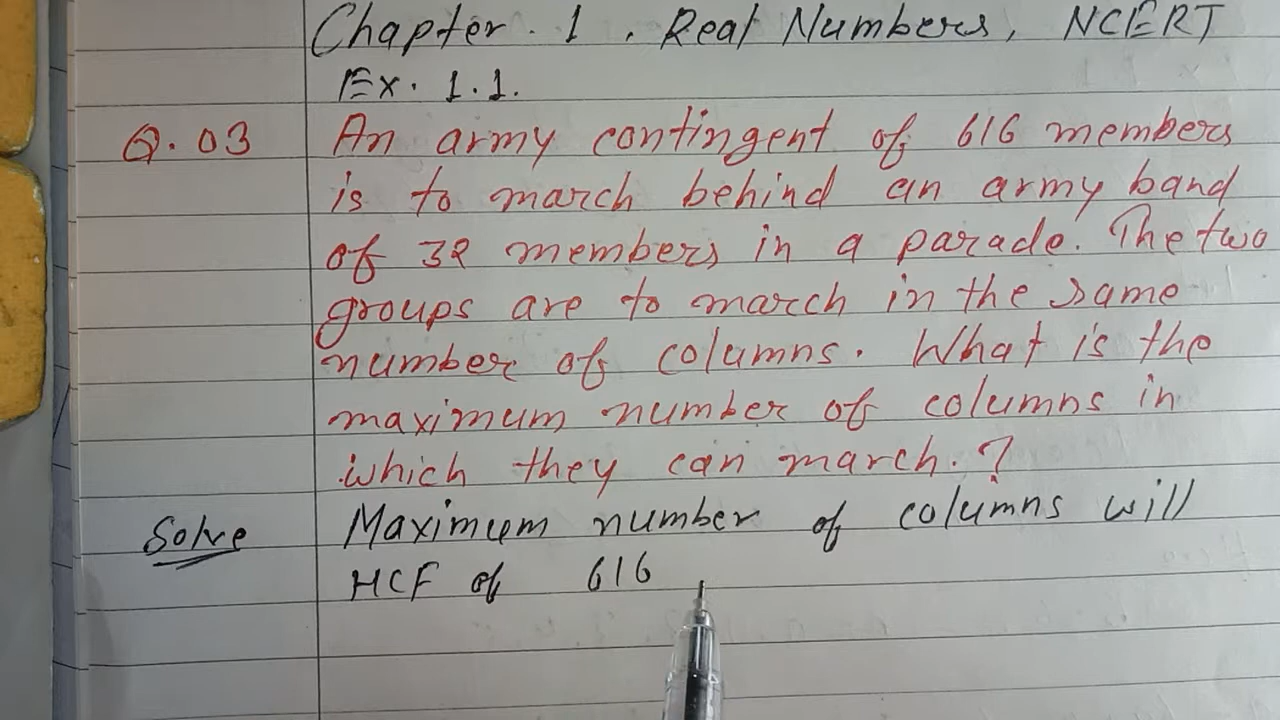 Chapter. 1 . Real Numbers, NCERT
Ex. 1.1.
Q. 03 An army contingent of 616 members
is to march behind an army band
of 32 members in a parade. The two
groups are to march in the same
number of columns. What is the
maximum number of columns in
which they can march.?
Solve Maximum number of columns will
HCF of 616